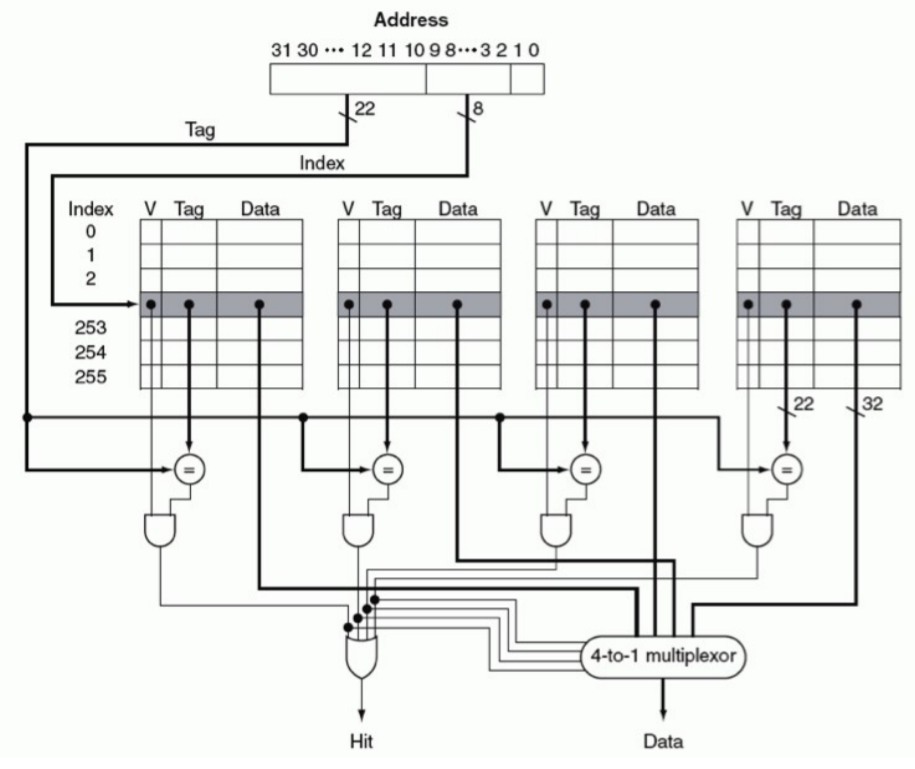 Address
31 30 ••• 12 11 10 9 8•••3 2 1 0
22
8
Tag
Index
Index V Tag Data V Tag Data V Tag Data V Tag Data
0
1
2
253
254
255
22
32
= = = =
4-to-1 multiplexor
Hit
Data